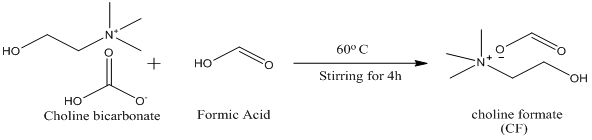 HO
N+
O
HO
O-
Choline bicarbonate
+
HO
O
Formic Acid
60º C
Stirring for 4h
O
O
–
N+
OH
choline formate
(CF)